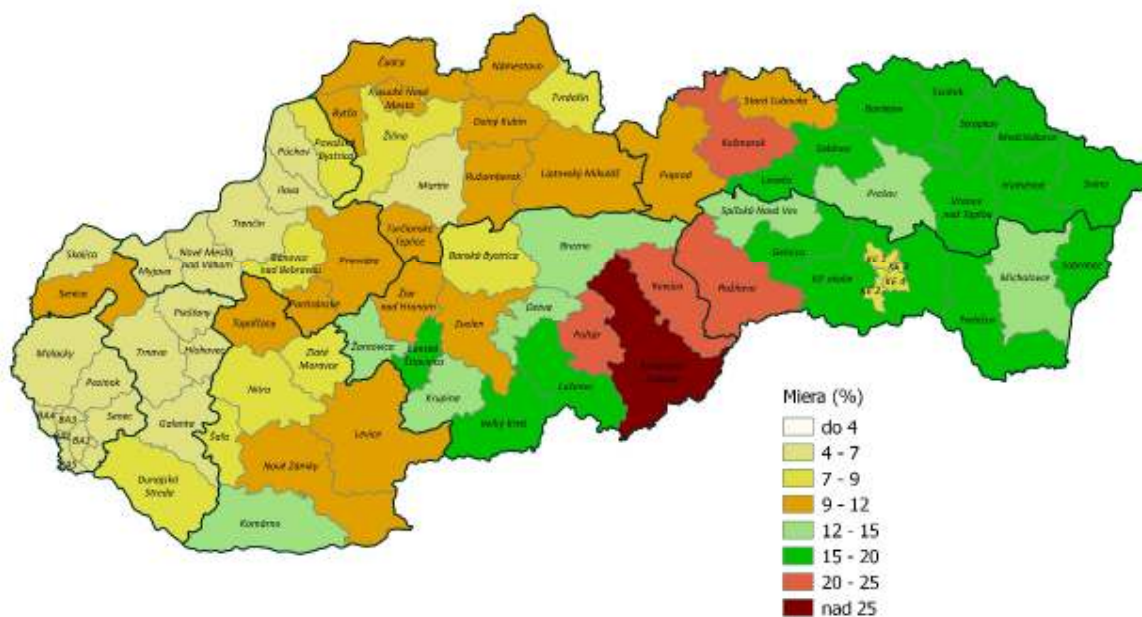 Čadca
Námestovo
Kysucké Nové
Mesto
Tvrdošín
Bytča
Dolný Kubín
Stará Ľubovňa
Bardejov
Svidník
Stropkov
Medzilaborce
Považská
Bystrica
Žilina
Kežmarok
Sabinov
Púchov
Martin
Ružomberok
Liptovský Mikuláš
Poprad
Levoča
Prešov
Humenné
Snina
Ilava
Vranov
nad Topľou
Trenčín
Turčianske
Teplice
Spišská Nová Ves
Skalica
Myjava
Nové Mesto
nad Váhom
Bánovce
nad Bebravou
Prievidza
Banská Bystrica
Brezno
Gelnica
KE okolie
Michalovce
Sobrance
Senica
Partizánske
Žiar
nad Hronom
Revúca
Rožňava
Piešťany
Topoľčany
Detva
Zvolen
Poltár
Malacky
Trnava
Hlohovec
Zlaté
Moravce
Žarnovica
Banská
Štiavnica
Pezinok
Nitra
Krupina
Lučenec
Senec
Galanta
Levice
Veľký Krtíš
BA4
BA3
BA2
Šaľa
Nové Zámky
Dunajská
Streda
Komárno
Miera (%)
do 4
4 - 7
7 - 9
9 - 12
12 - 15
15 - 20
20 - 25
nad 25